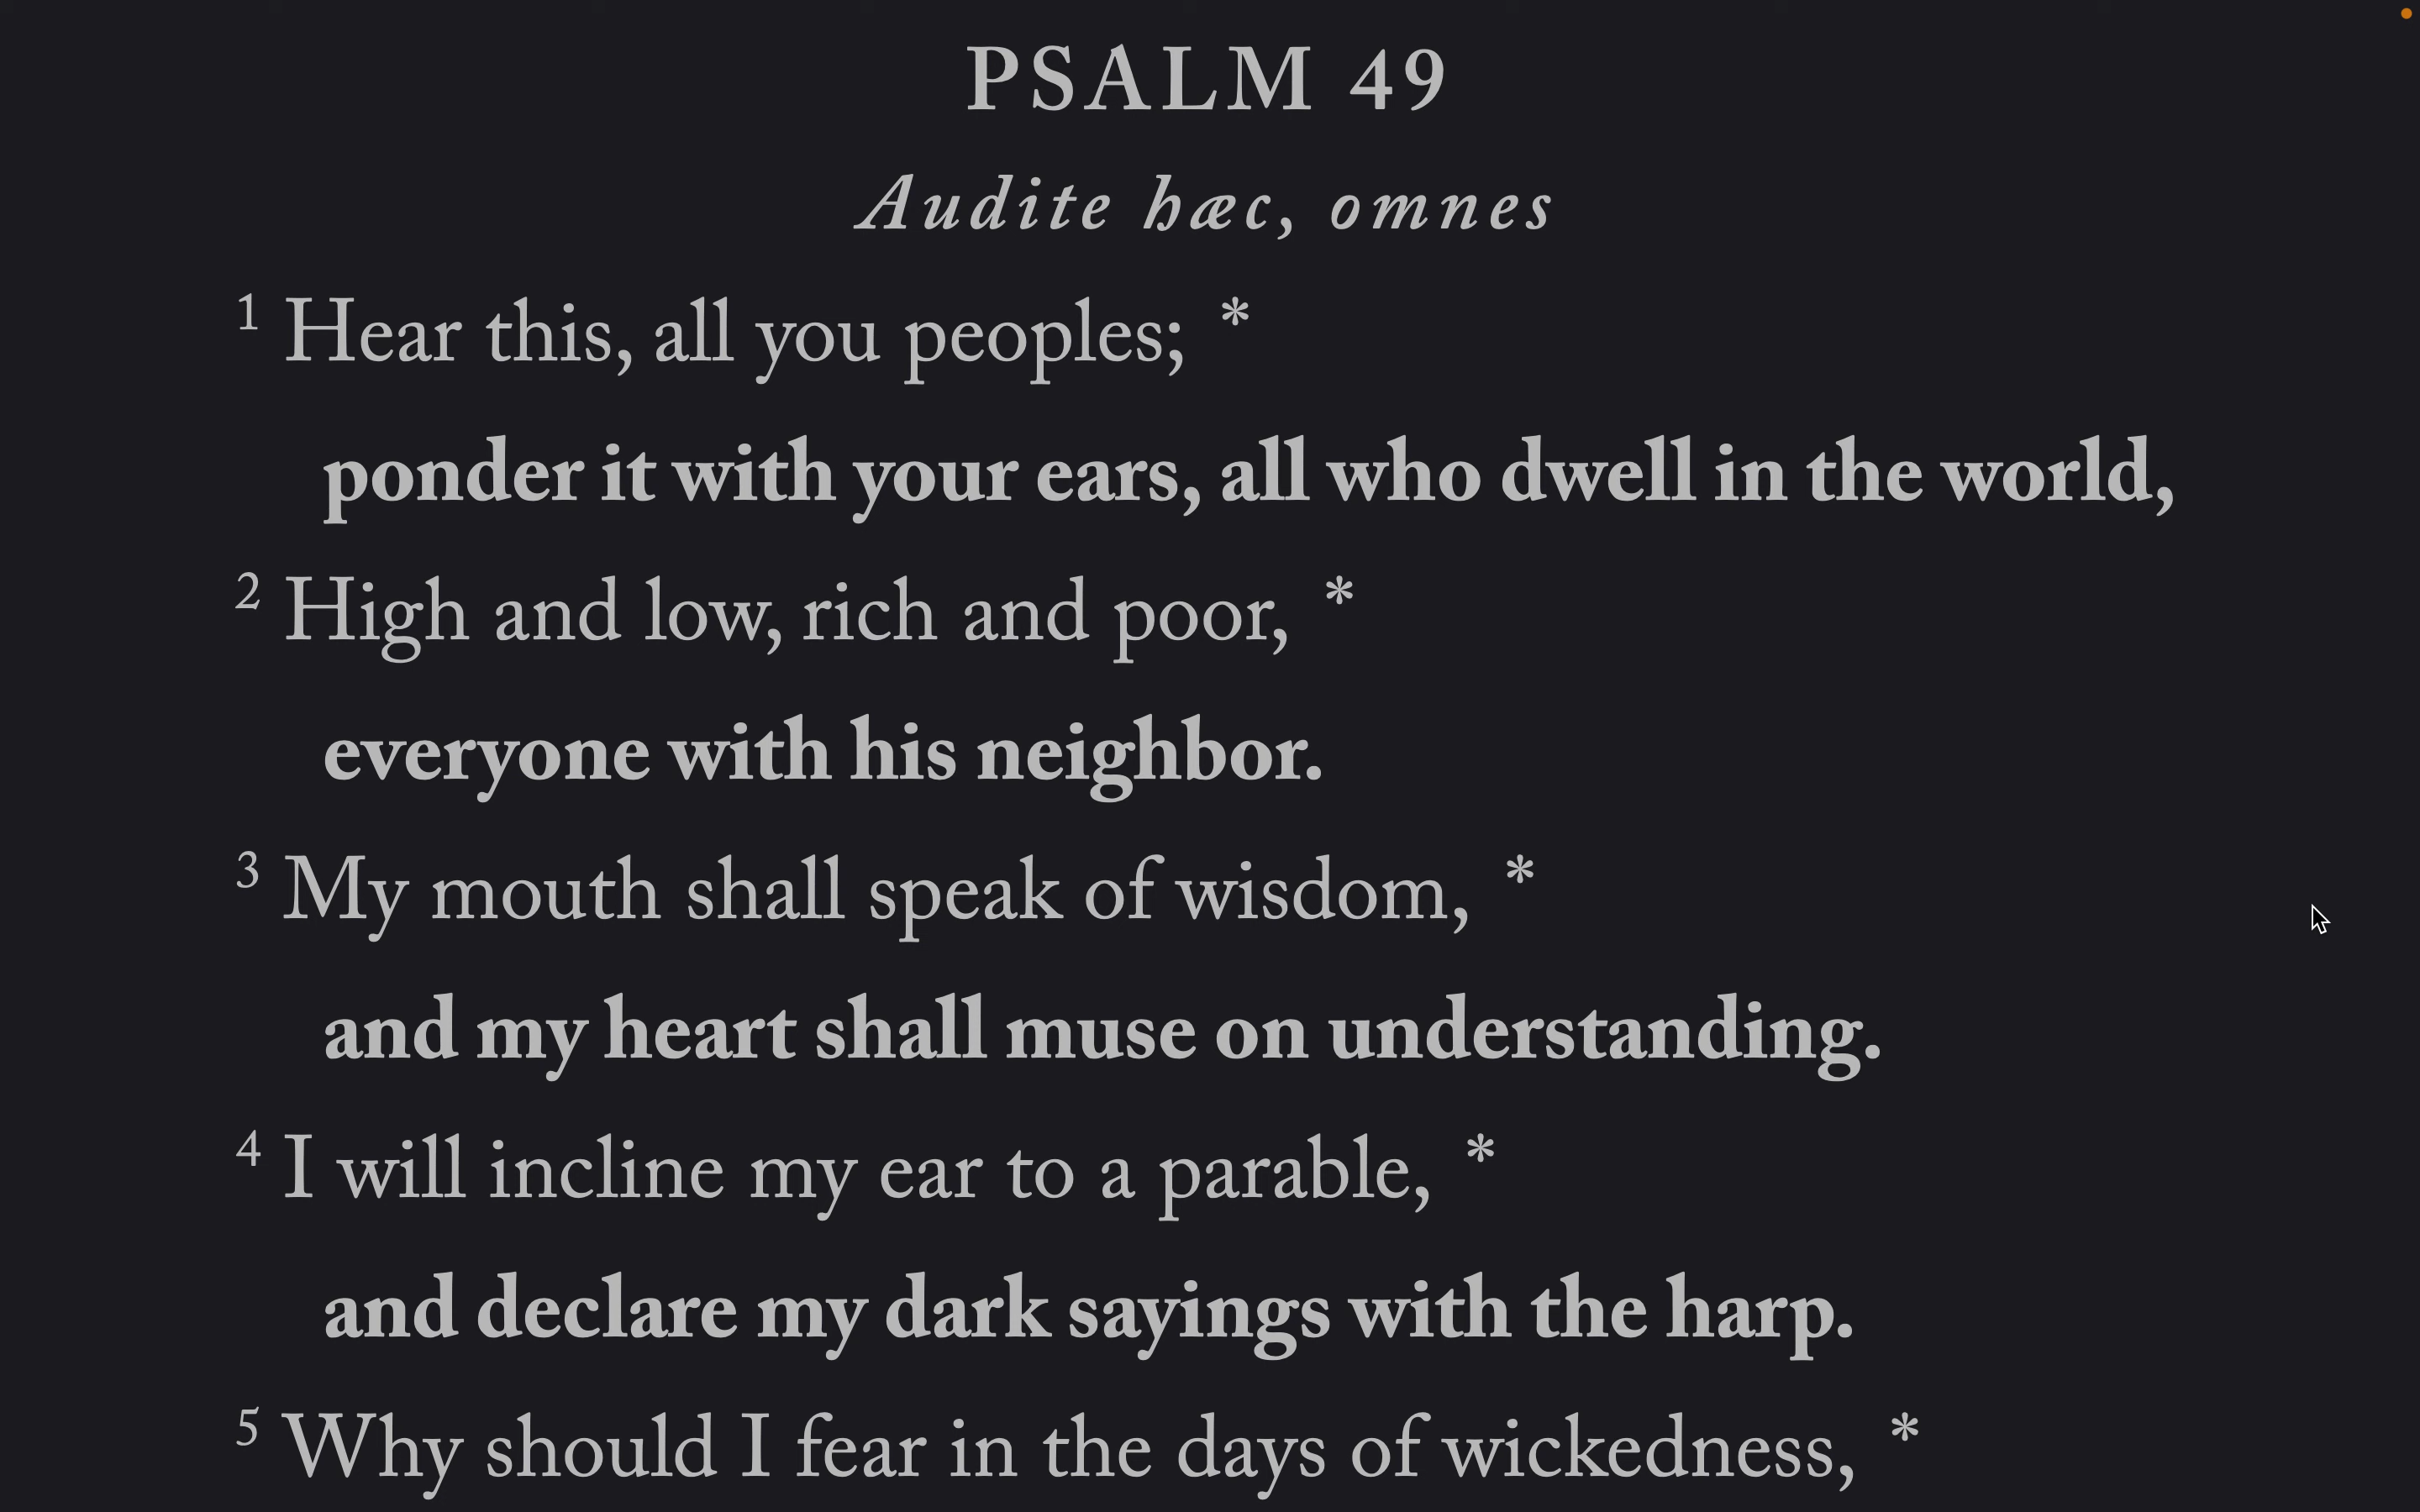 PSALM 49
Audite hæc, omnes
1 Hear this, all you peoples; *
ponder it with your ears, all who dwell in the world,
2 High and low, rich and poor, *
everyone with his neighbor.
3 My mouth shall speak of wisdom, *
and my heart shall muse on understanding.
4 I will incline my ear to a parable, *
and declare my dark sayings with the harp.
5 Why should I fear in the days of wickedness, *